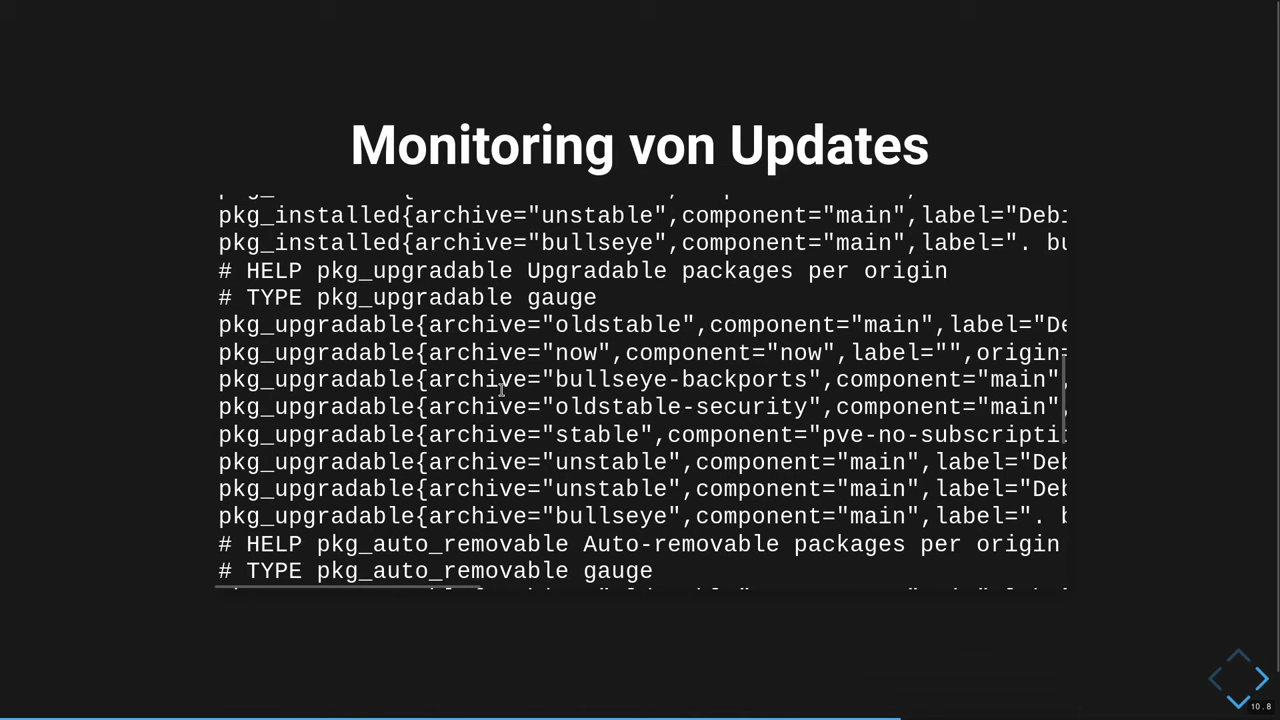 Monitoring von Updates
pkg_installed{archive="unstable",component="main",label="Debi
pkg_installed{archive="bullseye",component="main",label=". bu
# HELP pkg_upgradable Upgradable packages per origin
# TYPE pkg_upgradable gauge
pkg_upgradable{archive="oldstable",component="main",label="De
pkg_upgradable{archive="now",component="now",label="",origin=
pkg_upgradable{archive="bullseye-backports",component="main",
pkg_upgradable{archive="oldstable-security",component="main",
pkg_upgradable{archive="stable",component="pve-no-subscripti
pkg_upgradable{archive="unstable",component="main",label="Deb
pkg_upgradable{archive="unstable",component="main",label="Deb
pkg_upgradable{archive="bullseye",component="main",label=". b
# HELP pkg_auto_removable Auto-removable packages per origin
# TYPE pkg_auto_removable gauge
10.8